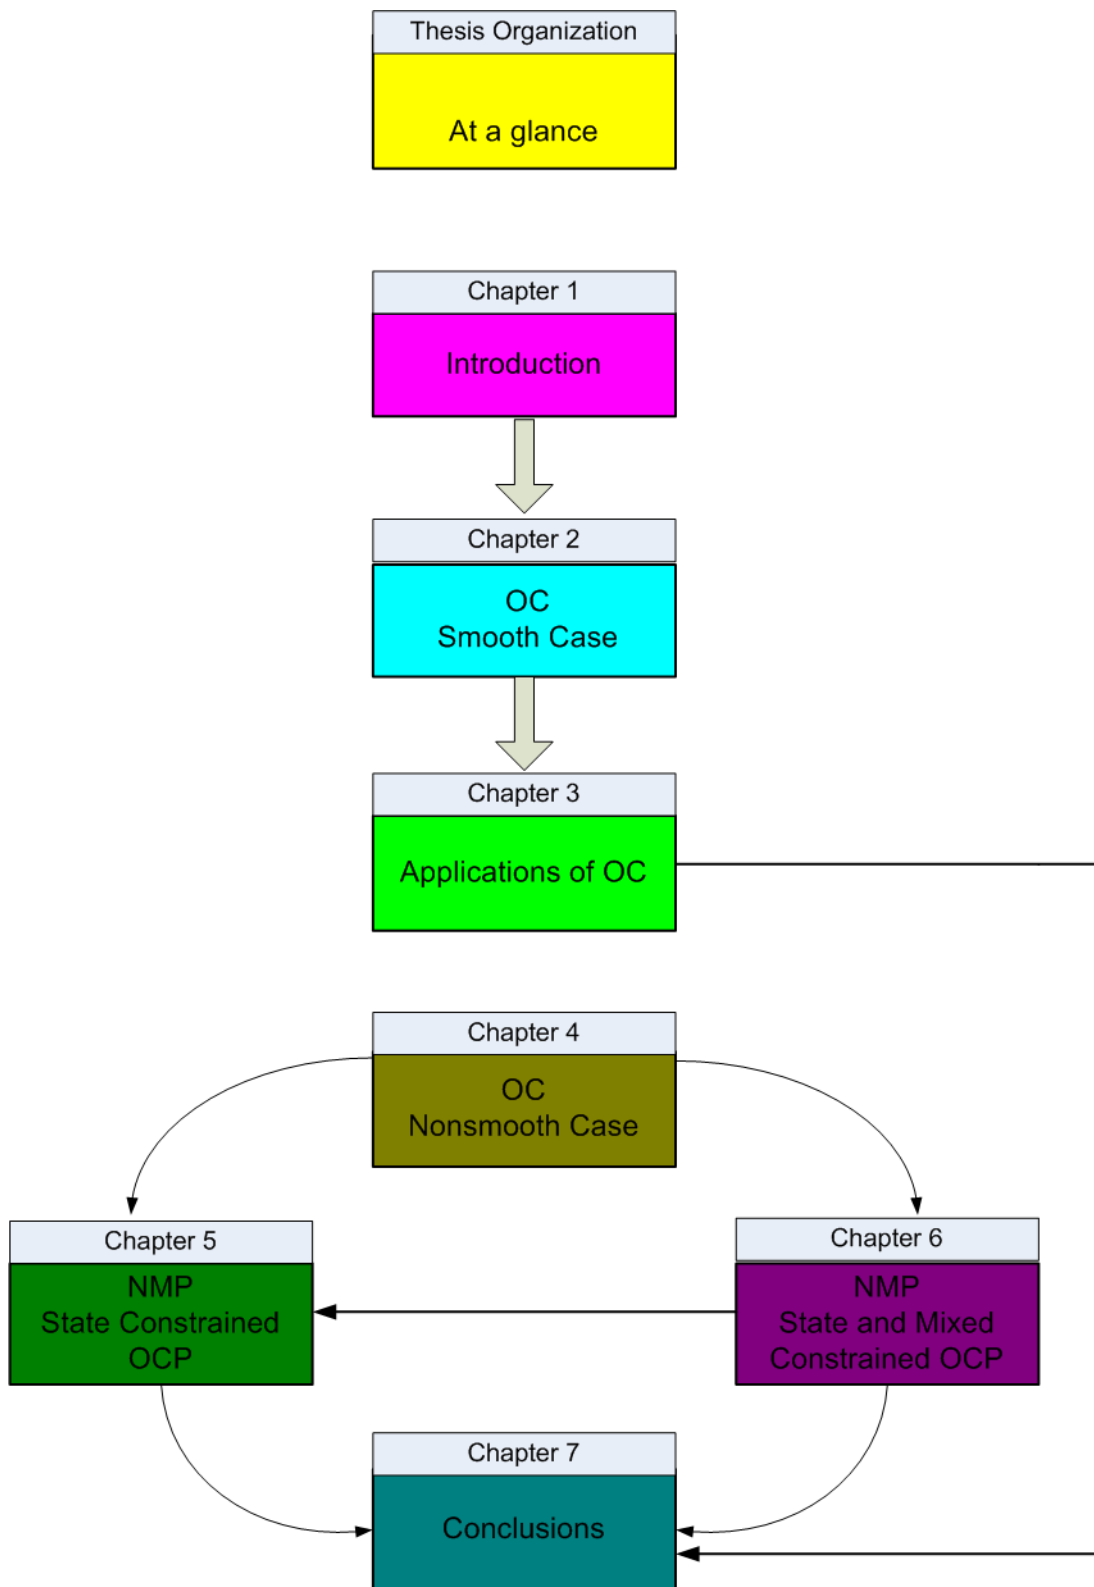 Thesis Organization
At a glance
Chapter 1
Introduction
Chapter 2
OC
Smooth Case
Chapter 3
Applications of OC
Chapter 4
OC
Nonsmooth Case
Chapter 5
NMP
State Constrained
OCP
Chapter 6
NMP
State and Mixed
Constrained OCP
Chapter 7
Conclusions